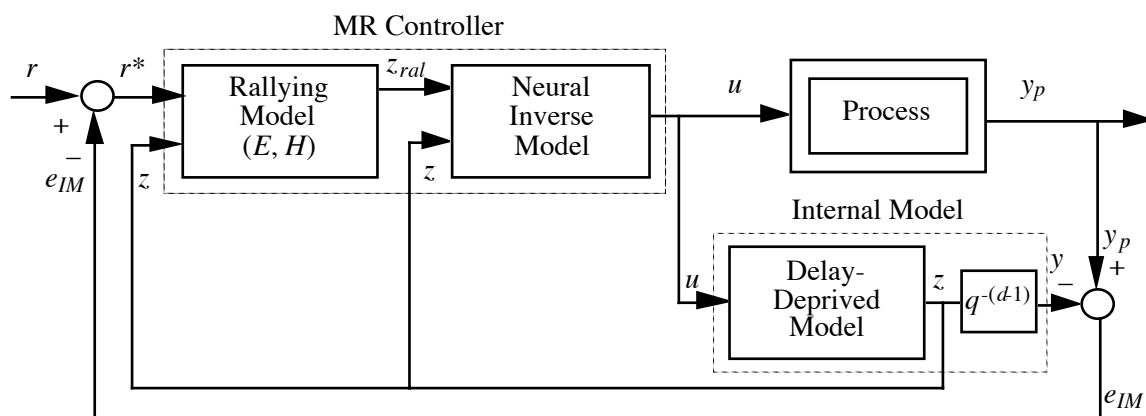 MR Controller
r
r*
Rallying
Model
(E, H)
z_ral
Neural
Inverse
Model
u
Process
y_p
+
−
e_IM
z
z
Internal Model
u
Delay-
Deprived
Model
z
q^-(d-1)
y
−
y_p
+
e_IM